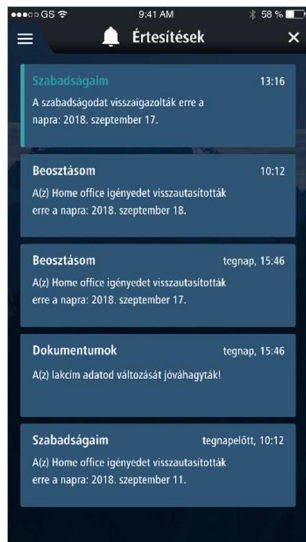 GS 9:41 AM 58 %
Értesítések
Szabadságaim 13:16
A szabadságodat visszaigazolták erre a
napra: 2018. szeptember 17.
Beosztásom 10:12
A(z) Home office igényedet visszautasították
erre a napra: 2018. szeptember 18.
Beosztásom tegnap, 15:46
A(z) Home office igényedet visszautasították
erre a napra: 2018. szeptember 17.
Dokumentumok tegnap, 15:46
A(z) lakcím adatod változását jóváhagyták!
Szabadságaim tegnapelőtt, 10:12
A(z) Home office igényedet visszautasították
erre a napra: 2018. szeptember 11.